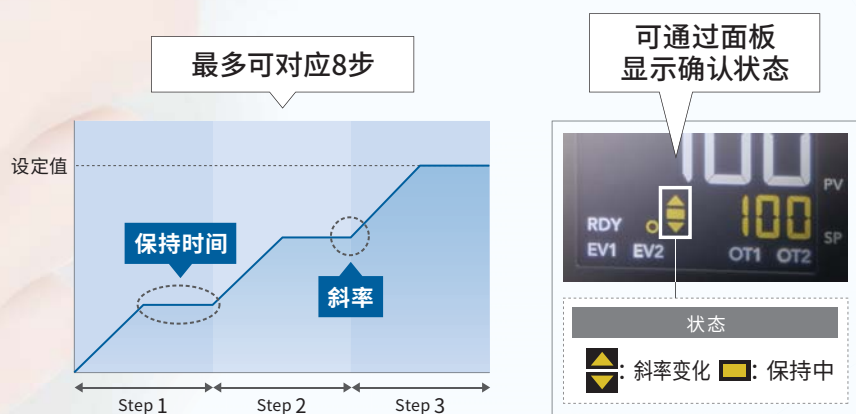 最多可对应8步
可通过面板
显示确认状态
设定值
保持时间
斜率
Step 1
Step 2
Step 3
100
PV
100
SP
RDY
EV1 EV2
OT1 OT2
状态
: 斜率变化
: 保持中